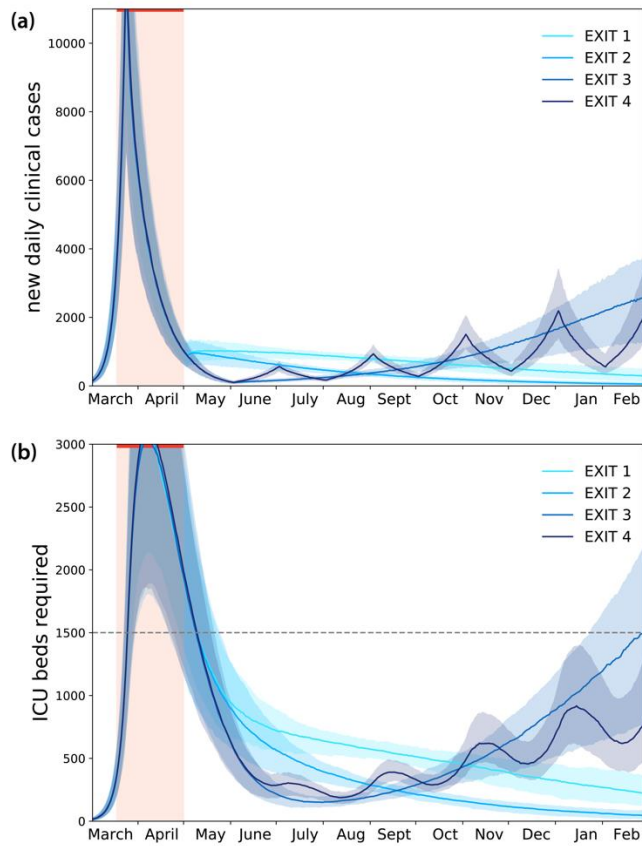 (a)
new daily clinical cases
10000
8000
6000
4000
2000
0
EXIT 1
EXIT 2
EXIT 3
EXIT 4
March April May June July Aug Sept Oct Nov Dec Jan Feb
(b)
ICU beds required
3000
2500
2000
1500
1000
500
0
EXIT 1
EXIT 2
EXIT 3
EXIT 4
March April May June July Aug Sept Oct Nov Dec Jan Feb